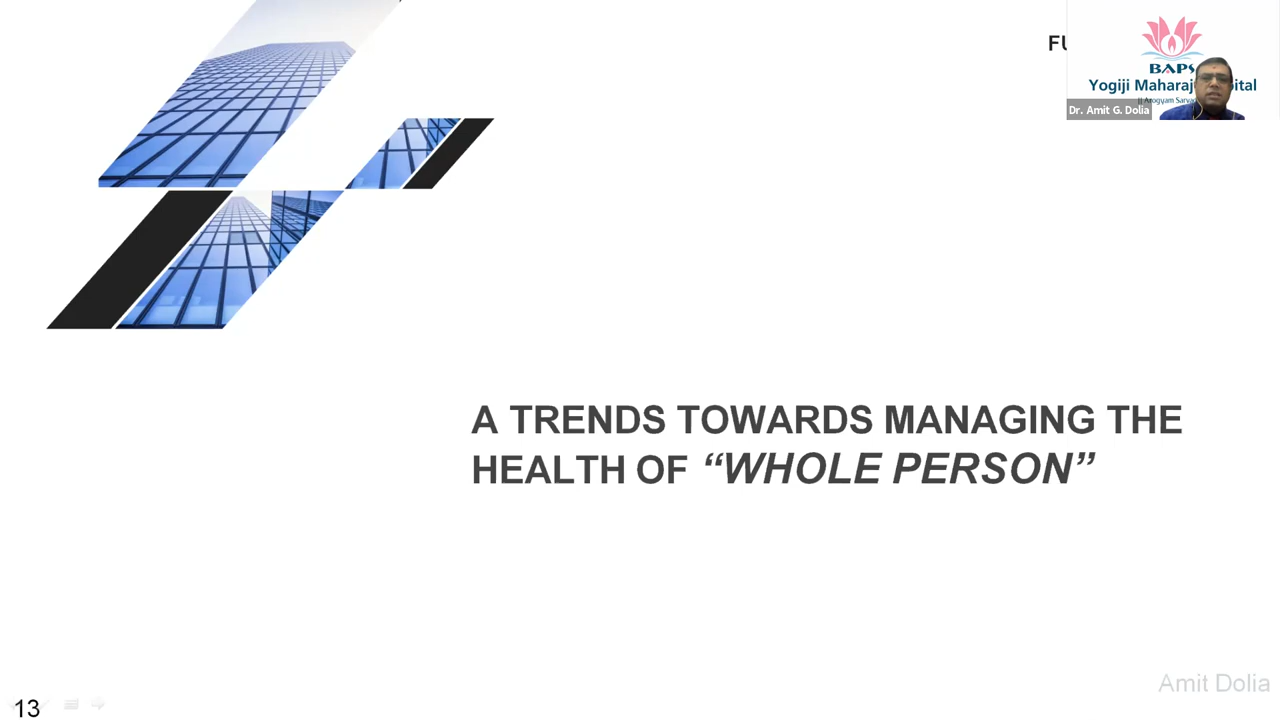 BAPS
Yogiji Maharaj
Dr. Amit G. Dolia
A TRENDS TOWARDS MANAGING THE
HEALTH OF “WHOLE PERSON”
Amit Dolia
13